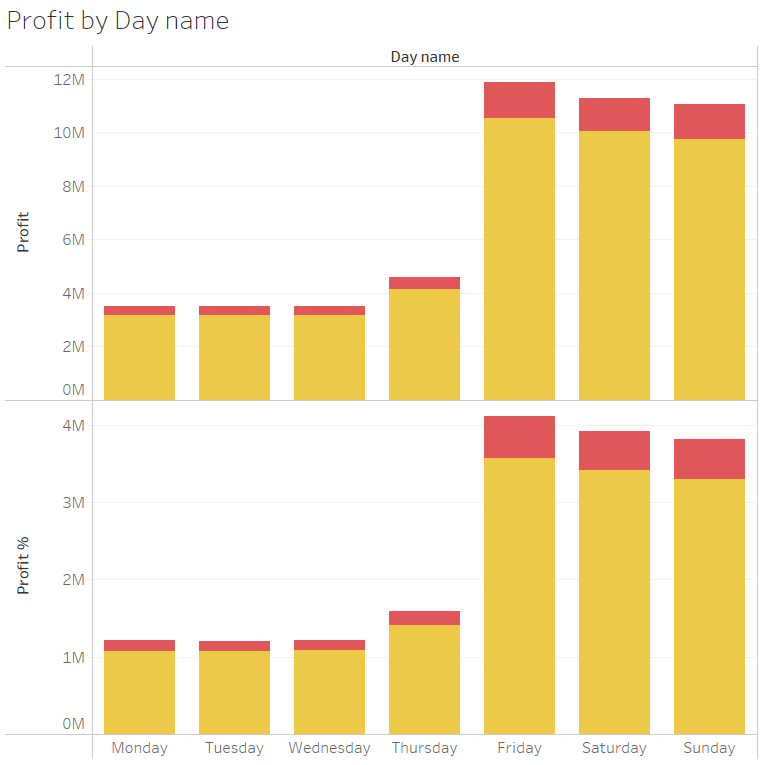 Profit by Day name
Day name
Profit
12M
10M
8M
6M
4M
2M
0M
Profit %
4M
3M
2M
1M
0M
Monday Tuesday Wednesday Thursday Friday Saturday Sunday